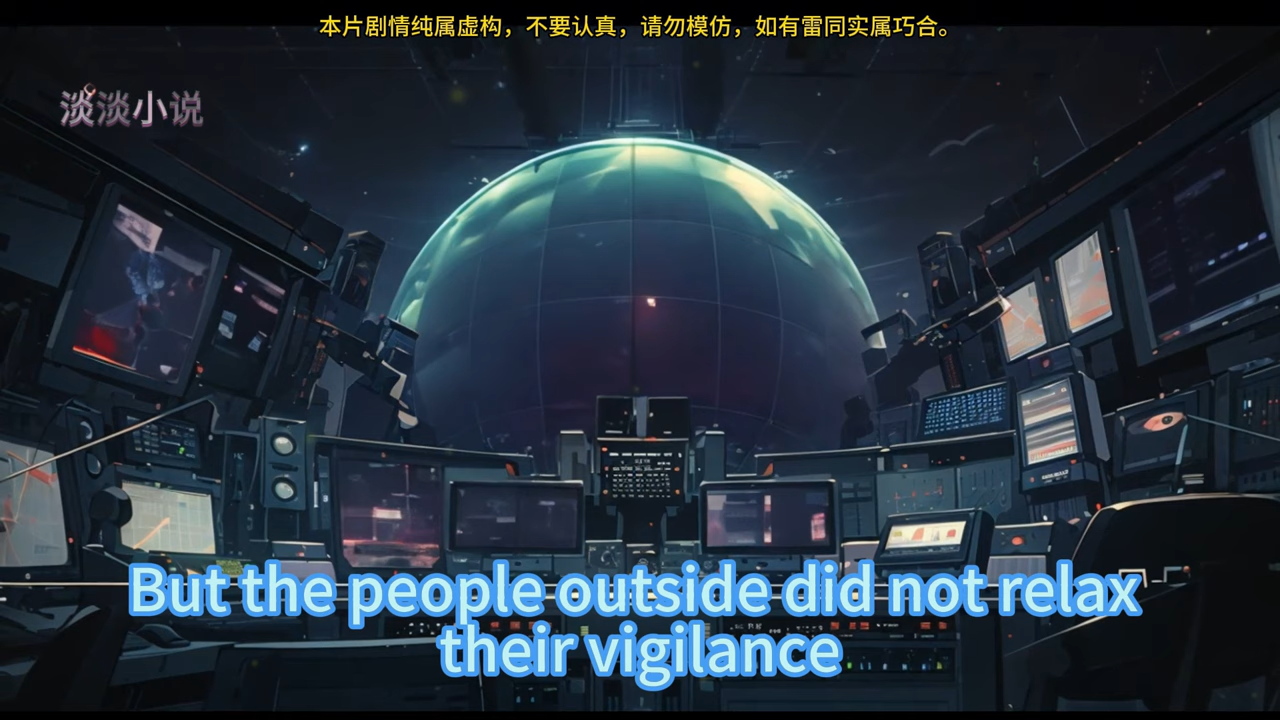 本片剧情纯属虚构，不要认真，请勿模仿，如有雷同实属巧合。
淡淡小说
But the people outside did not relax
their vigilance